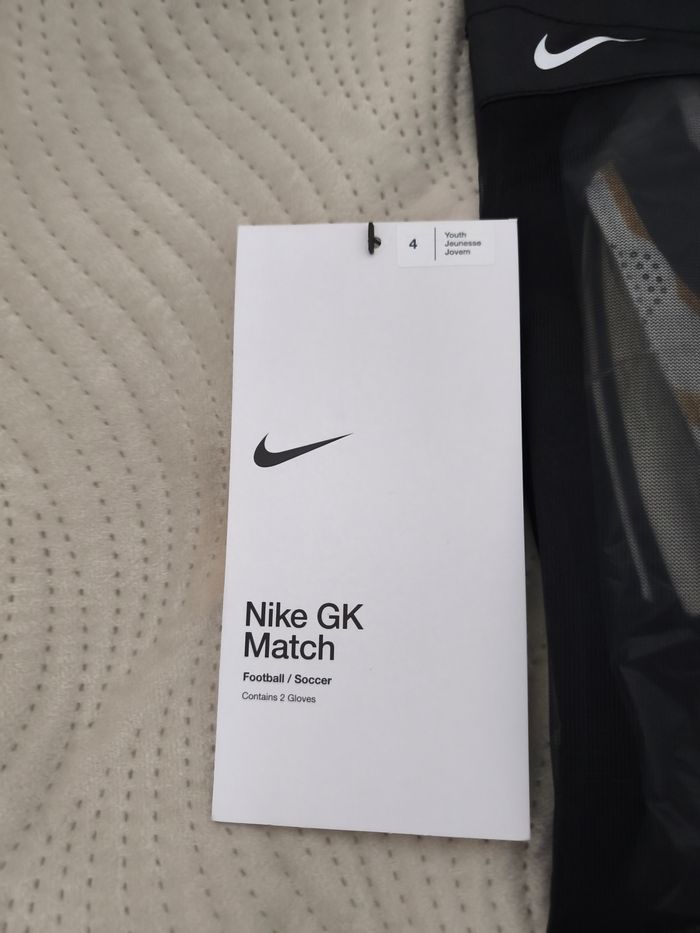 4
Youth
Jeunesse
Jovem
Nike GK
Match
Football / Soccer
Contains 2 Gloves